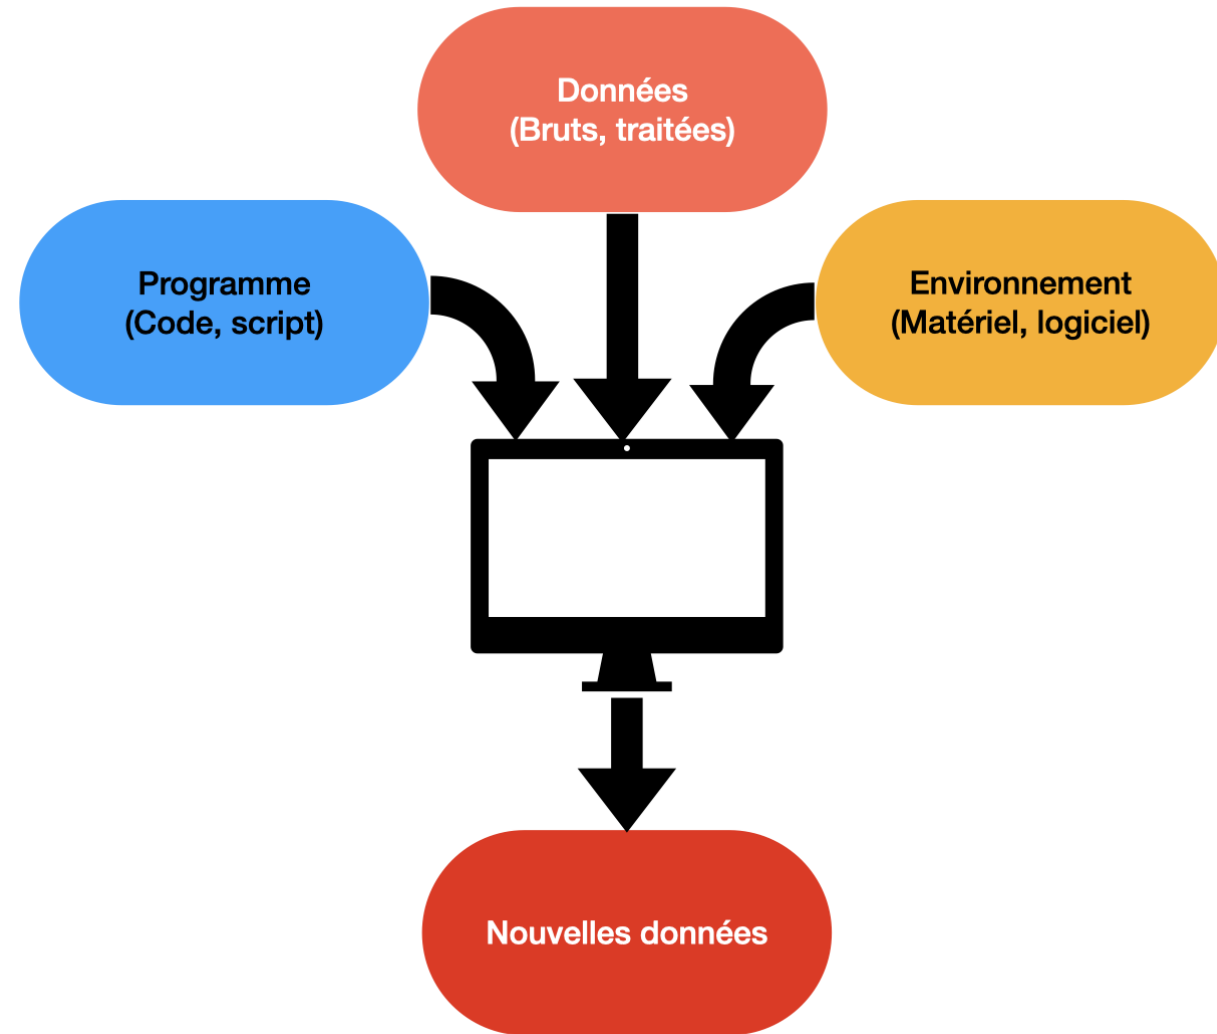 Données
(Bruts, traitées)
Programme
(Code, script)
Environnement
(Matériel, logiciel)
Nouvelles données